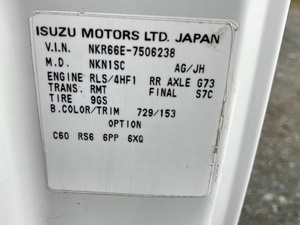 ISUZU MOTORS LTD. JAPAN
V.I.N. NKR66E-7506238
M.D. NKN1SC AG/JH
ENGINE RLS/4HF1 RR AXLE G73
TRANS. RMT FINAL S7C
TIRE 9GS
B.COLOR/TRIM 729/153
OPTION
C60 RS6 6PP 6XQ